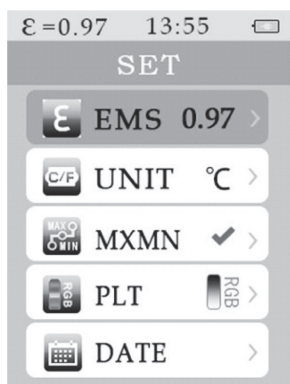 ε=0.97 13:55
SET
ε EMS 0.97
C/F UNIT ℃
MAX MIN MXMN
RGB PLT RGB
DATE